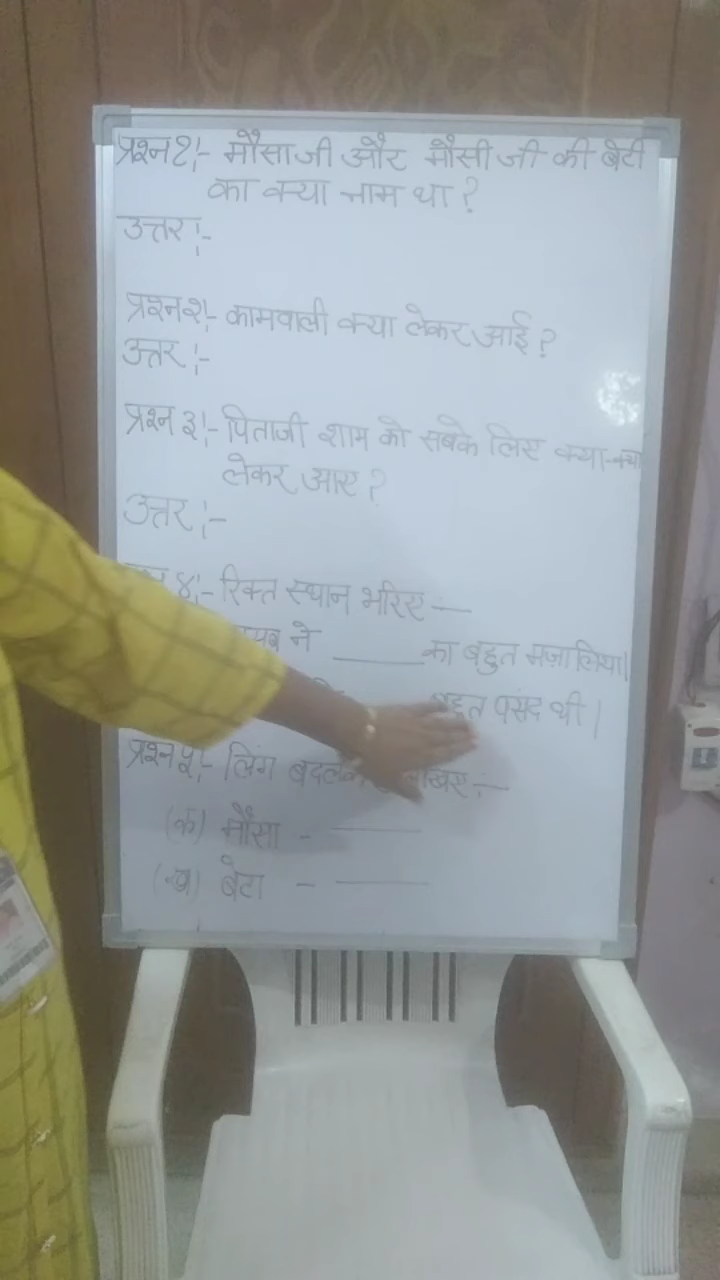 प्रश्न१:- मौसाजी और मौसी जी की बेटी
का क्या नाम था?
उत्तर:-
प्रश्न२:- कामवाली क्या लेकर आई?
उत्तर:-
प्रश्न ३:- पिताजी शाम को सबके लिए क्या-क्या
लेकर आए?
उत्तर:-
४:- रिक्त स्थान भरिए —
ने ______ का बहुत मज़ा लिया।
बहुत पसंद थी।
प्रश्न५:- लिंग
(क) मौसा - ______
(ख) बेटा - ______